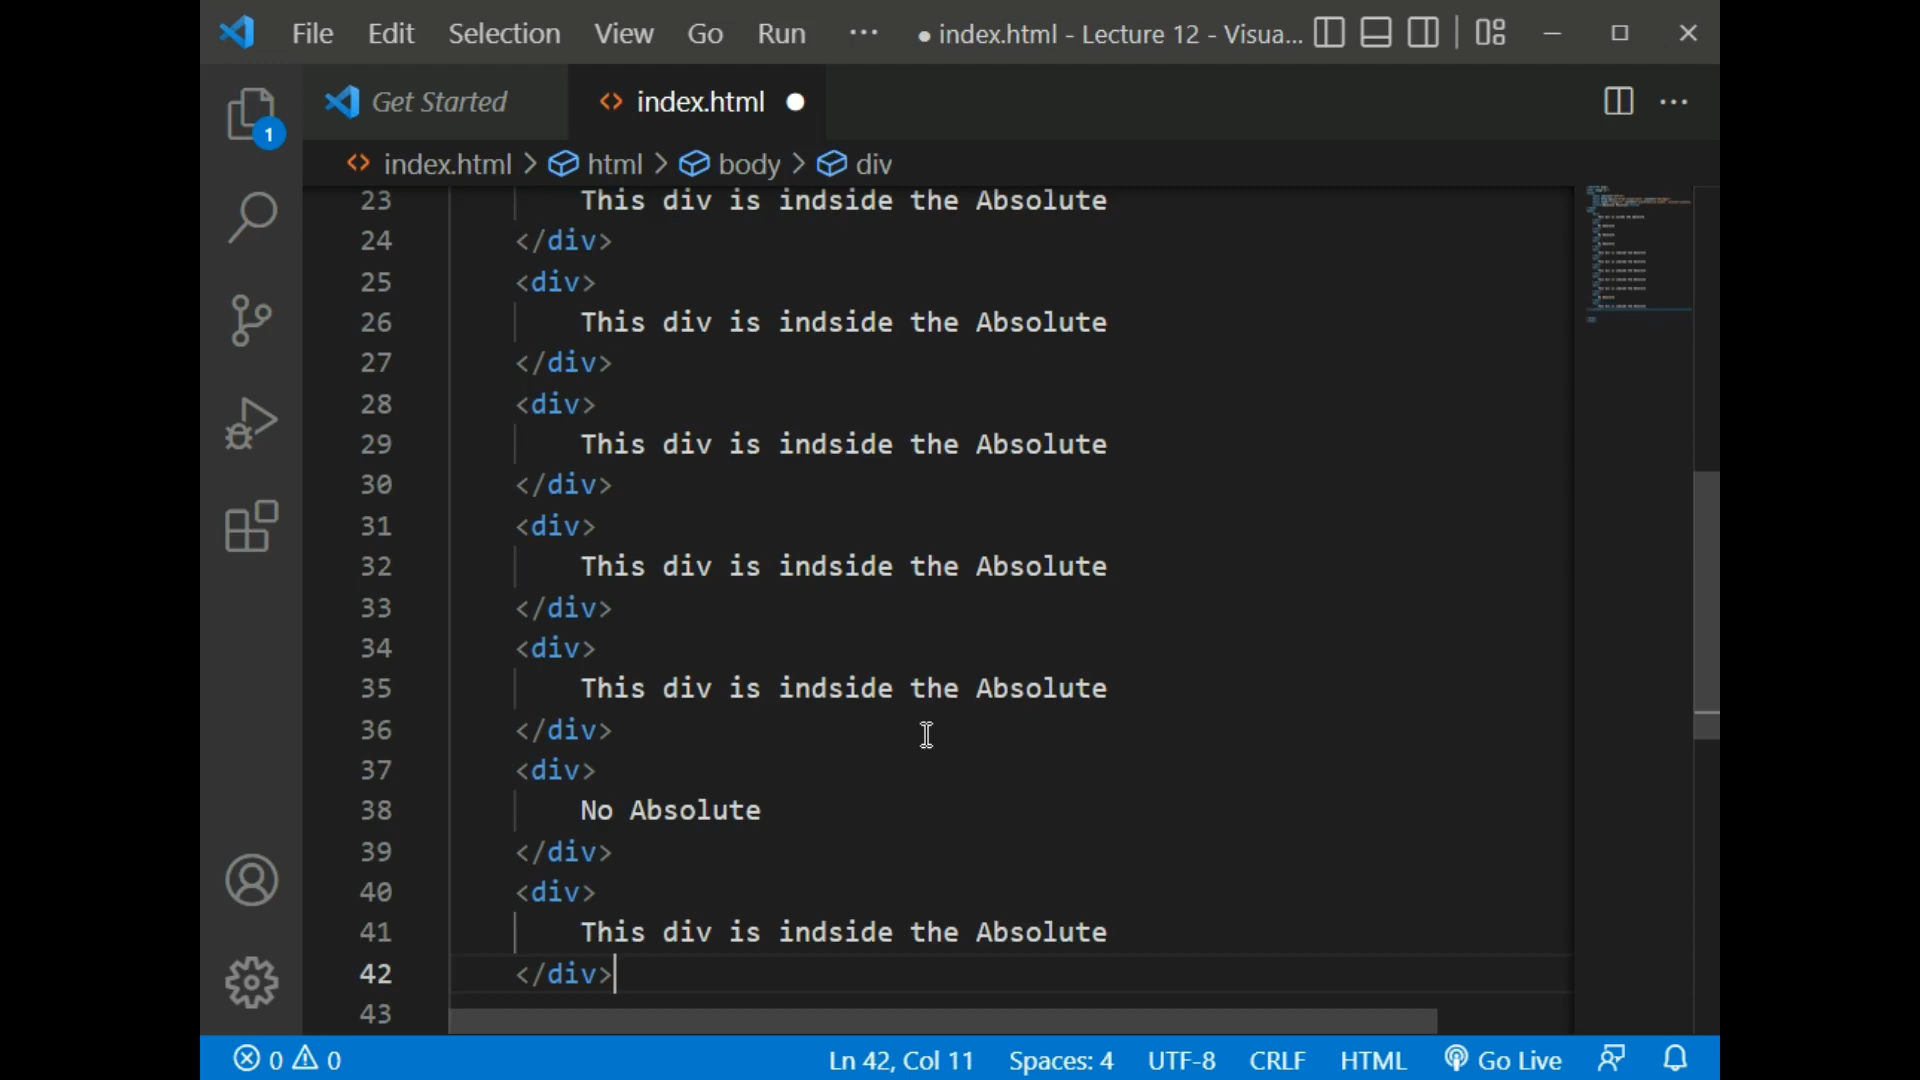 File Edit Selection View Go Run ··· ● index.html - Lecture 12 - Visua...
Get Started <> index.html ●
1
<> index.html > html > body > div
23 This div is indside the Absolute
24 </div>
25 <div>
26 This div is indside the Absolute
27 </div>
28 <div>
29 This div is indside the Absolute
30 </div>
31 <div>
32 This div is indside the Absolute
33 </div>
34 <div>
35 This div is indside the Absolute
36 </div>
37 <div>
38 No Absolute
39 </div>
40 <div>
41 This div is indside the Absolute
42 </div>
43
0 0 Ln 42, Col 11 Spaces: 4 UTF-8 CRLF HTML Go Live